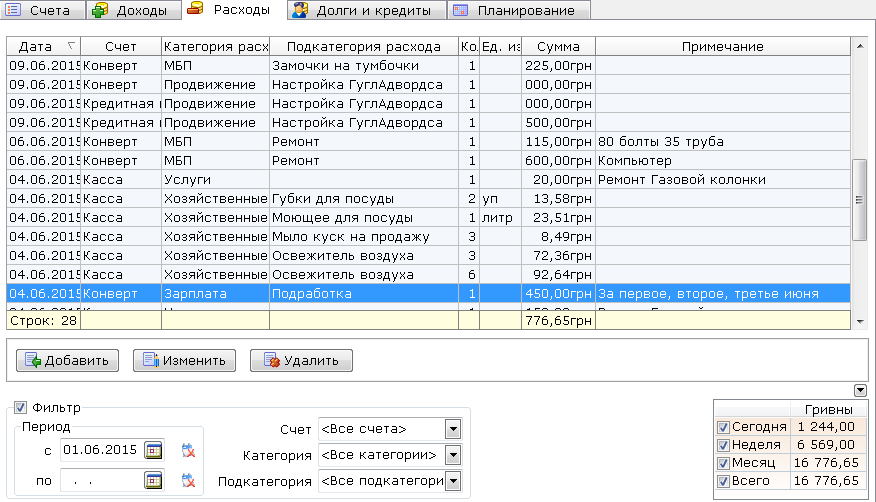 Счета Доходы Расходы Долги и кредиты Планирование
Дата Счет Категория расх Подкатегория расхода Ко Ед. из Сумма Примечание
09.06.2015 Конверт МБП Замочки на тумбочки 1 225,00грн
09.06.2015 Конверт Продвижение Настройка ГуглАдвордса 1 000,00грн
09.06.2015 Кредитная Продвижение Настройка ГуглАдвордса 1 000,00грн
09.06.2015 Кредитная Продвижение Настройка ГуглАдвордса 1 500,00грн
06.06.2015 Конверт МБП Ремонт 1 115,00грн 80 болты 35 труба
06.06.2015 Конверт МБП Ремонт 1 600,00грн Компьютер
04.06.2015 Касса Услуги 1 20,00грн Ремонт Газовой колонки
04.06.2015 Касса Хозяйственные Губки для посуды 2 уп 13,58грн
04.06.2015 Касса Хозяйственные Моющее для посуды 1 литр 23,51грн
04.06.2015 Касса Хозяйственные Мыло куск на продажу 3 8,49грн
04.06.2015 Касса Хозяйственные Освежитель воздуха 3 72,36грн
04.06.2015 Касса Хозяйственные Освежитель воздуха 6 92,64грн
04.06.2015 Конверт Зарплата Подработка 1 450,00грн За первое, второе, третье июня
Строк: 28 776,65грн
Добавить Изменить Удалить
Фильтр
Период
с 01.06.2015
по . .
Счет <Все счета>
Категория <Все категории>
Подкатегория <Все подкатегори
Гривны
Сегодня 1 244,00
Неделя 6 569,00
Месяц 16 776,65
Всего 16 776,65